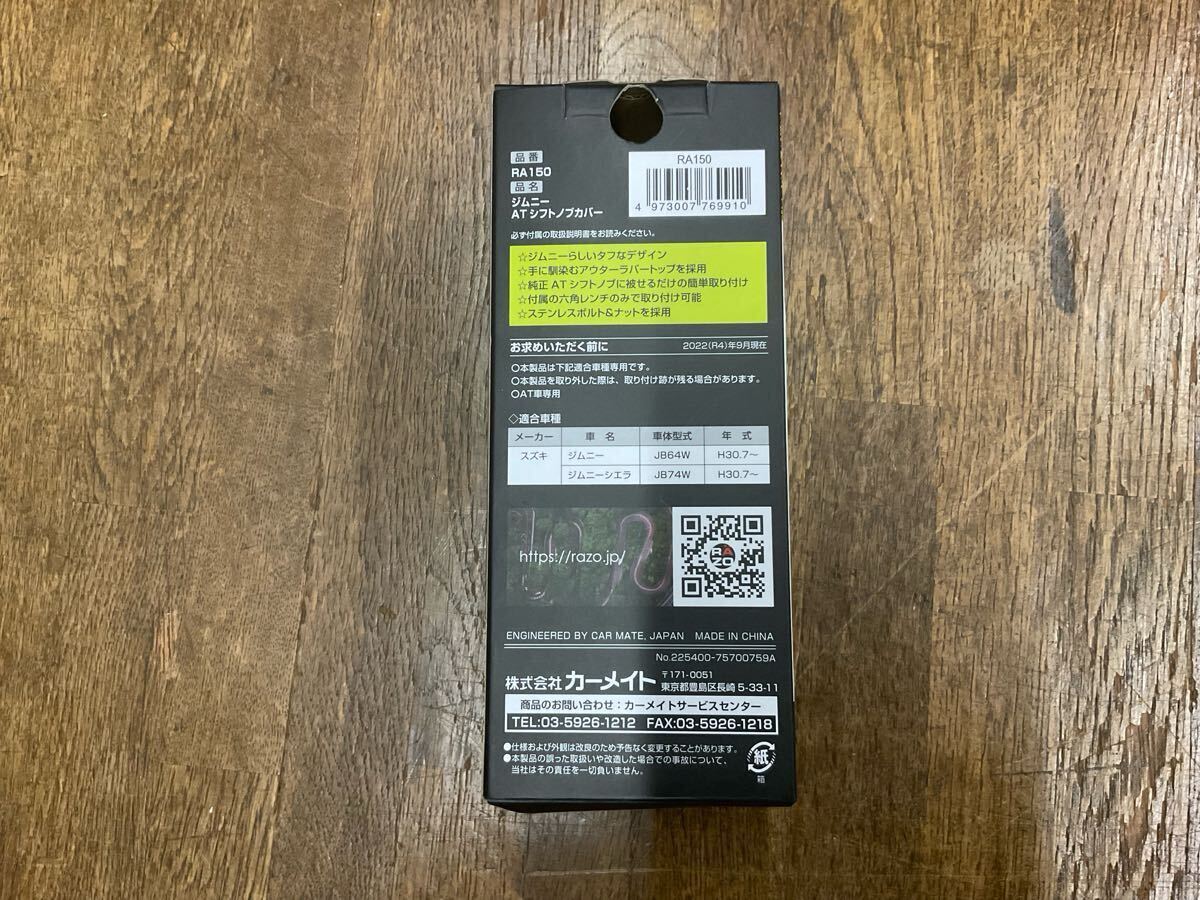 品番
RA150
品名
ジムニー
ATシフトノブカバー
RA150
4 973007 769910
必ず付属の取扱説明書をお読みください。
☆ジムニーらしいタフなデザイン
☆手に馴染むアウターラバートップを採用
☆純正ATシフトノブに被せるだけの簡単取り付け
☆付属の六角レンチのみで取り付け可能
☆ステンレスボルト&ナットを採用
お求めいただく前に 2022(R4)年9月現在
○本製品は下記適合車種専用です。
○本製品を取り外した際は、取り付け跡が残る場合があります。
○AT車専用
◇適合車種
メーカー 車名 車体型式 年式
スズキ ジムニー JB64W H30.7~
ジムニーシエラ JB74W H30.7~
https://razo.jp/
RAZO
ENGINEERED BY CAR MATE, JAPAN MADE IN CHINA
No.225400-75700759A
株式会社 カーメイト 〒171-0051
東京都豊島区長崎5-33-11
商品のお問い合わせ:カーメイトサービスセンター
TEL:03-5926-1212 FAX:03-5926-1218
●仕様および外観は改良のため予告なく変更することがあります。
●本製品の誤った取扱いや改造した場合での事故について、
当社はその責任を一切負いません。
紙
箱